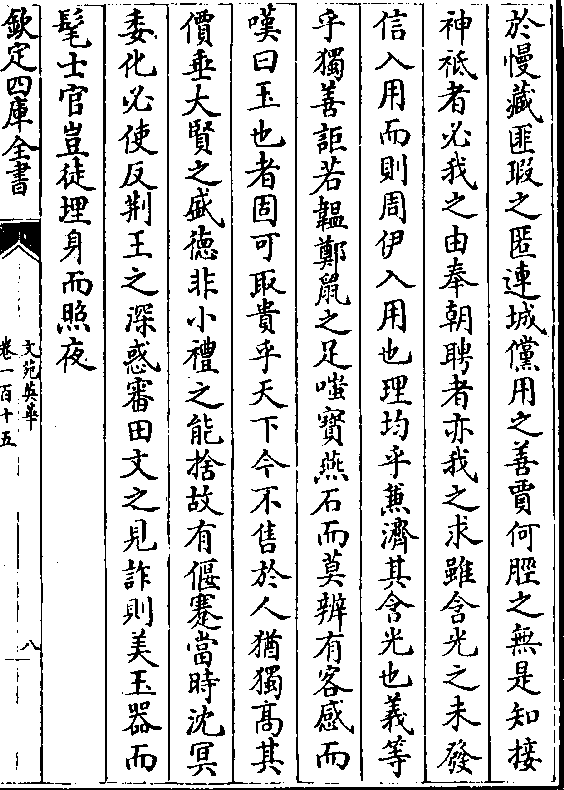 於慢藏匪瑕之匿連城儻用之善賈何脛之無是知接
神祗者必我之由奉朝聘者亦我之求雖含光之未發
信入用而則周伊入用也理均乎蒹濟其含光也義等
乎獨善詎若韞鄭鼠之足嗤寳燕石而莫辨有客感而
嘆曰玉也者固可取貴乎天下今不售於人猶獨髙其
價垂大賢之盛徳非小禮之能捨故有偃蹇當時沈冥
委化必使反荆王之深惑審田文之見詐則美玉器而
髦士官豈徒埋身而照夜
欽定四庫全書
文苑英華
卷一百十五
八